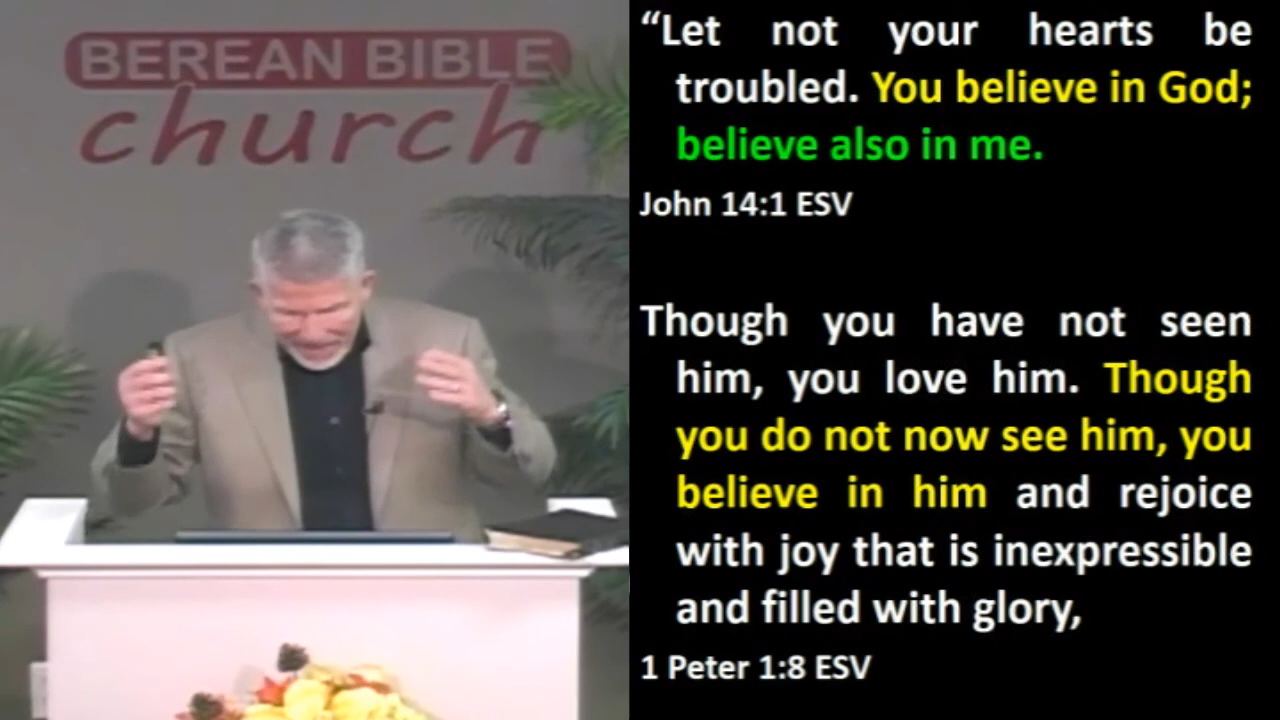 BEREAN BIBLE
church
“Let not your hearts be
troubled. You believe in God;
believe also in me.
John 14:1 ESV
Though you have not seen
him, you love him. Though
you do not now see him, you
believe in him and rejoice
with joy that is inexpressible
and filled with glory,
1 Peter 1:8 ESV